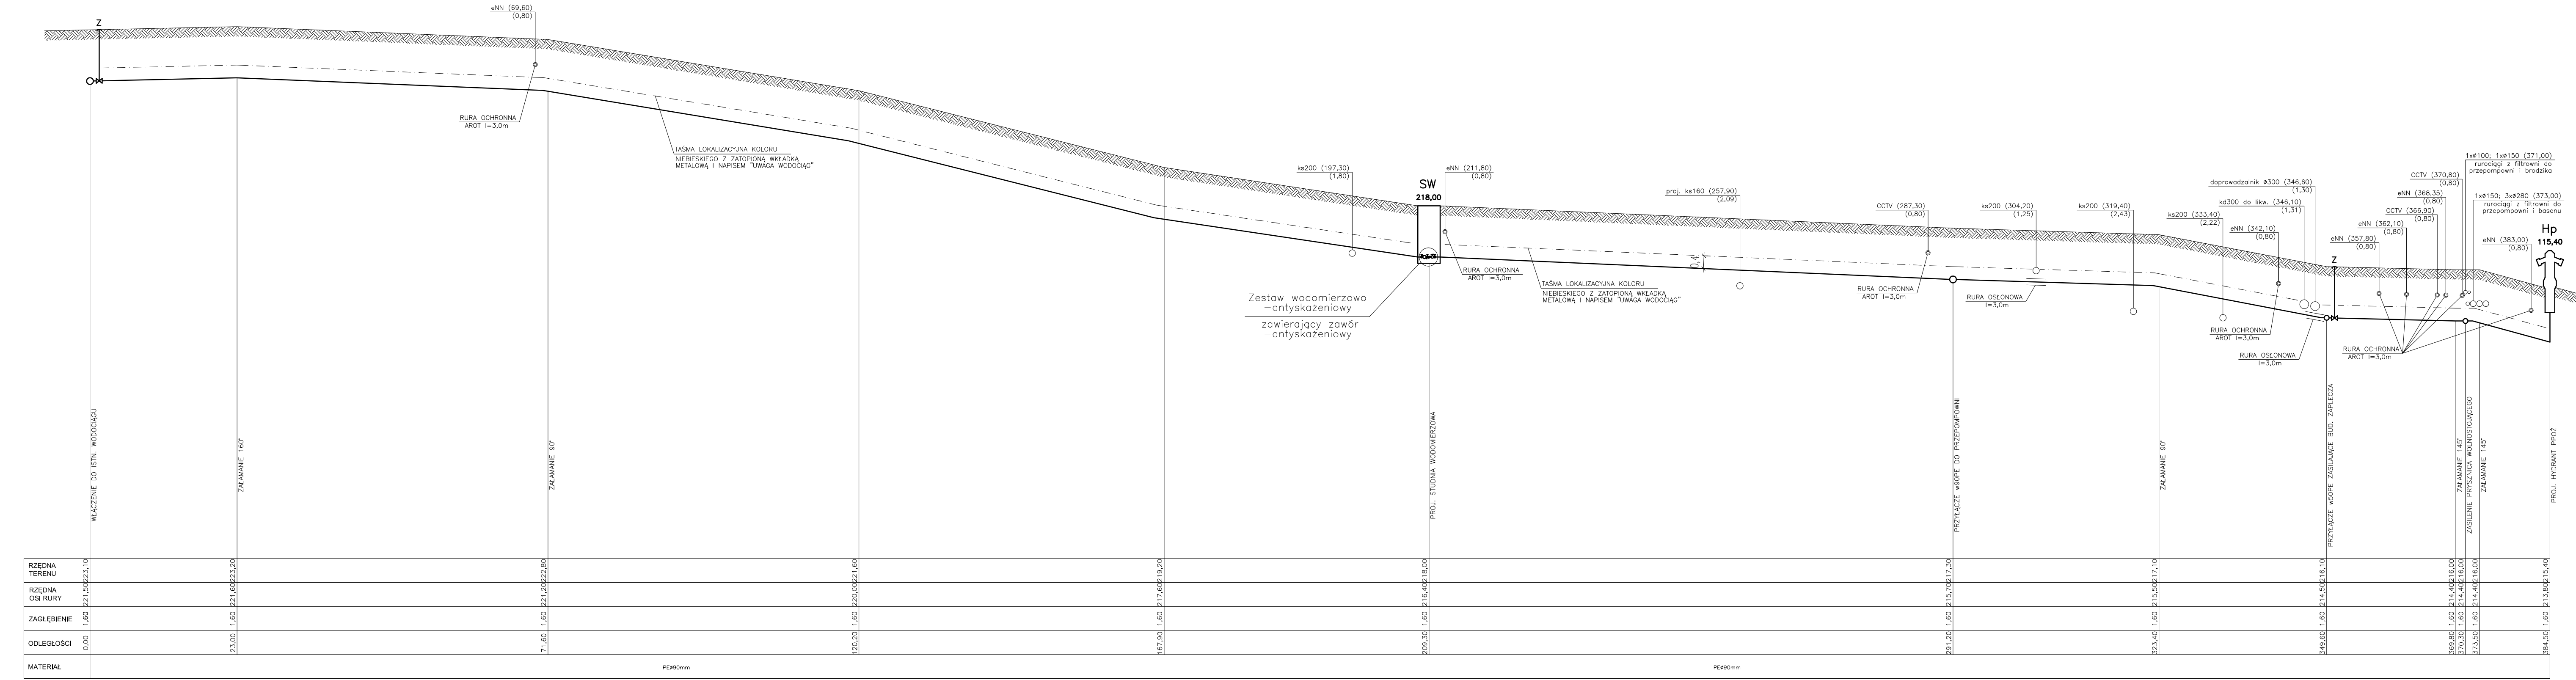 eNN (69,60)
(0,80)
Z
RURA OCHRONNA
AROT l=3,0m
TAŚMA LOKALIZACYJNA KOLORU
NIEBIESKIEGO Z ZATOPIONĄ WKŁADKĄ
METALOWĄ I NAPISEM "UWAGA WODOCIĄG"
ks200 (197,30)
(1,80)
SW
218,00
eNN (211,80)
(0,80)
RURA OCHRONNA
AROT l=3,0m
Zestaw wodomierzowo
-antyskażeniowy
zawierający zawór
-antyskażeniowy
TAŚMA LOKALIZACYJNA KOLORU
NIEBIESKIEGO Z ZATOPIONĄ WKŁADKĄ
METALOWĄ I NAPISEM "UWAGA WODOCIĄG"
0,4
proj. ks160 (257,90)
(2,09)
CCTV (287,30)
(0,80)
RURA OCHRONNA
AROT l=3,0m
ks200 (304,20)
(1,25)
RURA OSŁONOWA
l=3,0m
ks200 (319,40)
(2,43)
ks200 (333,40)
(2,22)
doprowadzalnik ø300 (346,60)
(1,30)
kd300 do likw. (346,10)
(1,31)
eNN (342,10)
(0,80)
RURA OCHRONNA
AROT l=3,0m
RURA OSŁONOWA
l=3,0m
Z
eNN (357,80)
(0,80)
eNN (362,10)
(0,80)
CCTV (366,90)
(0,80)
eNN (368,35)
(0,80)
CCTV (370,80)
(0,80)
1xø100; 1xø150 (371,00)
rurociągi z filtrowni do
przepompowni i brodzika
1xø150; 3xø280 (373,00)
rurociągi z filtrowni do
przepompowni i basenu
eNN (383,00)
(0,80)
RURA OCHRONNA
AROT l=3,0m
Hp
115,40
WŁĄCZENIE DO ISTN. WODOCIĄGU
ZAŁAMANIE 160°
ZAŁAMANIE 90°
PROJ. STUDNIA WODOMIERZOWA
PRZYŁĄCZE w90PE DO PRZEPOMPOWNI
ZAŁAMANIE 90°
PRZYŁĄCZE w50PE ZASILAJĄCE BUD. ZAPLECZA
ZAŁAMANIE 145°
ZASILENIE PRYSZNICA WOLNOSTOJĄCEGO
ZAŁAMANIE 145°
PROJ. HYDRANT PPOŻ
RZĘDNA
TERENU
223,10 223,20 222,80 221,60 219,20 218,00 217,30 217,10 216,10 216,00 216,00 216,00 215,40
RZĘDNA
OSI RURY
221,50 221,60 221,20 220,00 217,60 216,40 215,70 215,50 214,50 214,40 214,40 214,40 213,80
ZAGŁĘBIENIE 1,60 1,60 1,60 1,60 1,60 1,60 1,60 1,60 1,60 1,60 1,60 1,60 1,60
ODLEGŁOŚCI 0,00 23,00 71,60 120,20 167,90 209,30 291,20 323,40 349,60 369,80 370,30 373,50 384,50
MATERIAŁ PEø90mm PEø90mm